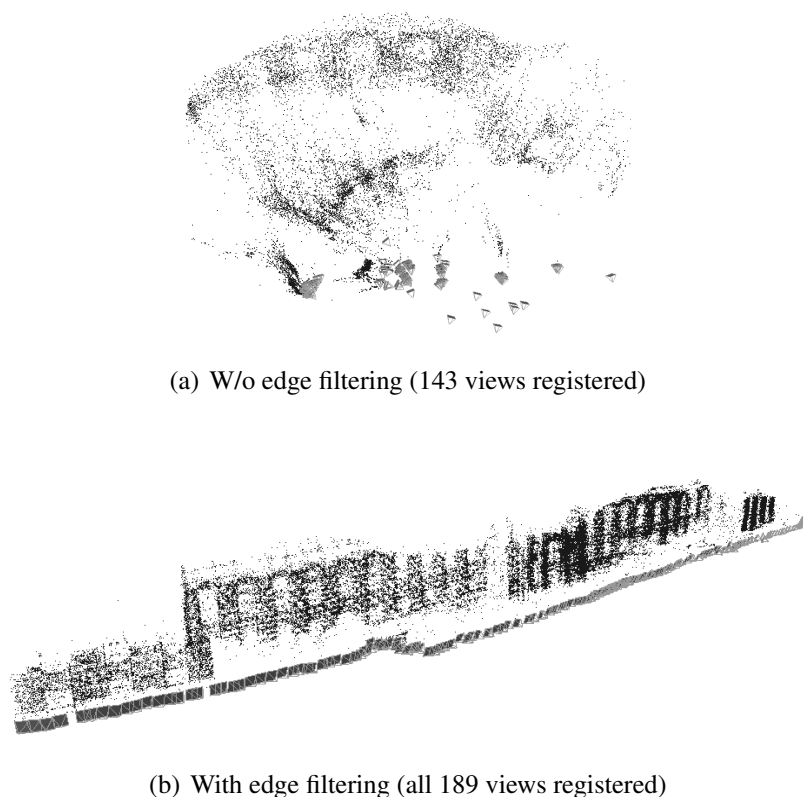 (a) W/o edge filtering (143 views registered)
(b) With edge filtering (all 189 views registered)